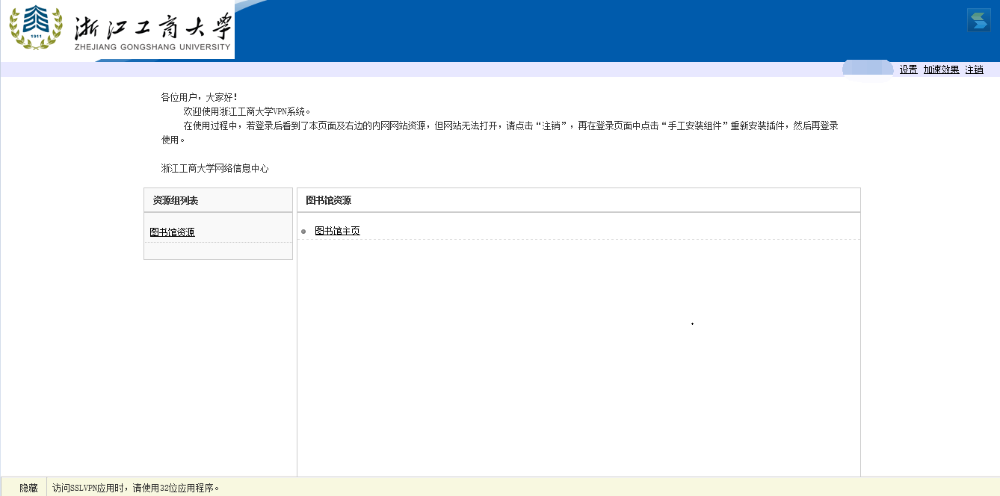 1911
浙江工商大学
ZHEJIANG GONGSHANG UNIVERSITY
设置 加速效果 注销
各位用户，大家好！
欢迎使用浙江工商大学VPN系统。
在使用过程中，若登录后看到了本页面及右边的内网网站资源，但网站无法打开，请点击“注销”，再在登录页面中点击“手工安装组件”重新安装插件，然后再登录
使用。
浙江工商大学网络信息中心
资源组列表
图书馆资源
图书馆资源
图书馆主页
隐藏 访问SSLVPN应用时，请使用32位应用程序。